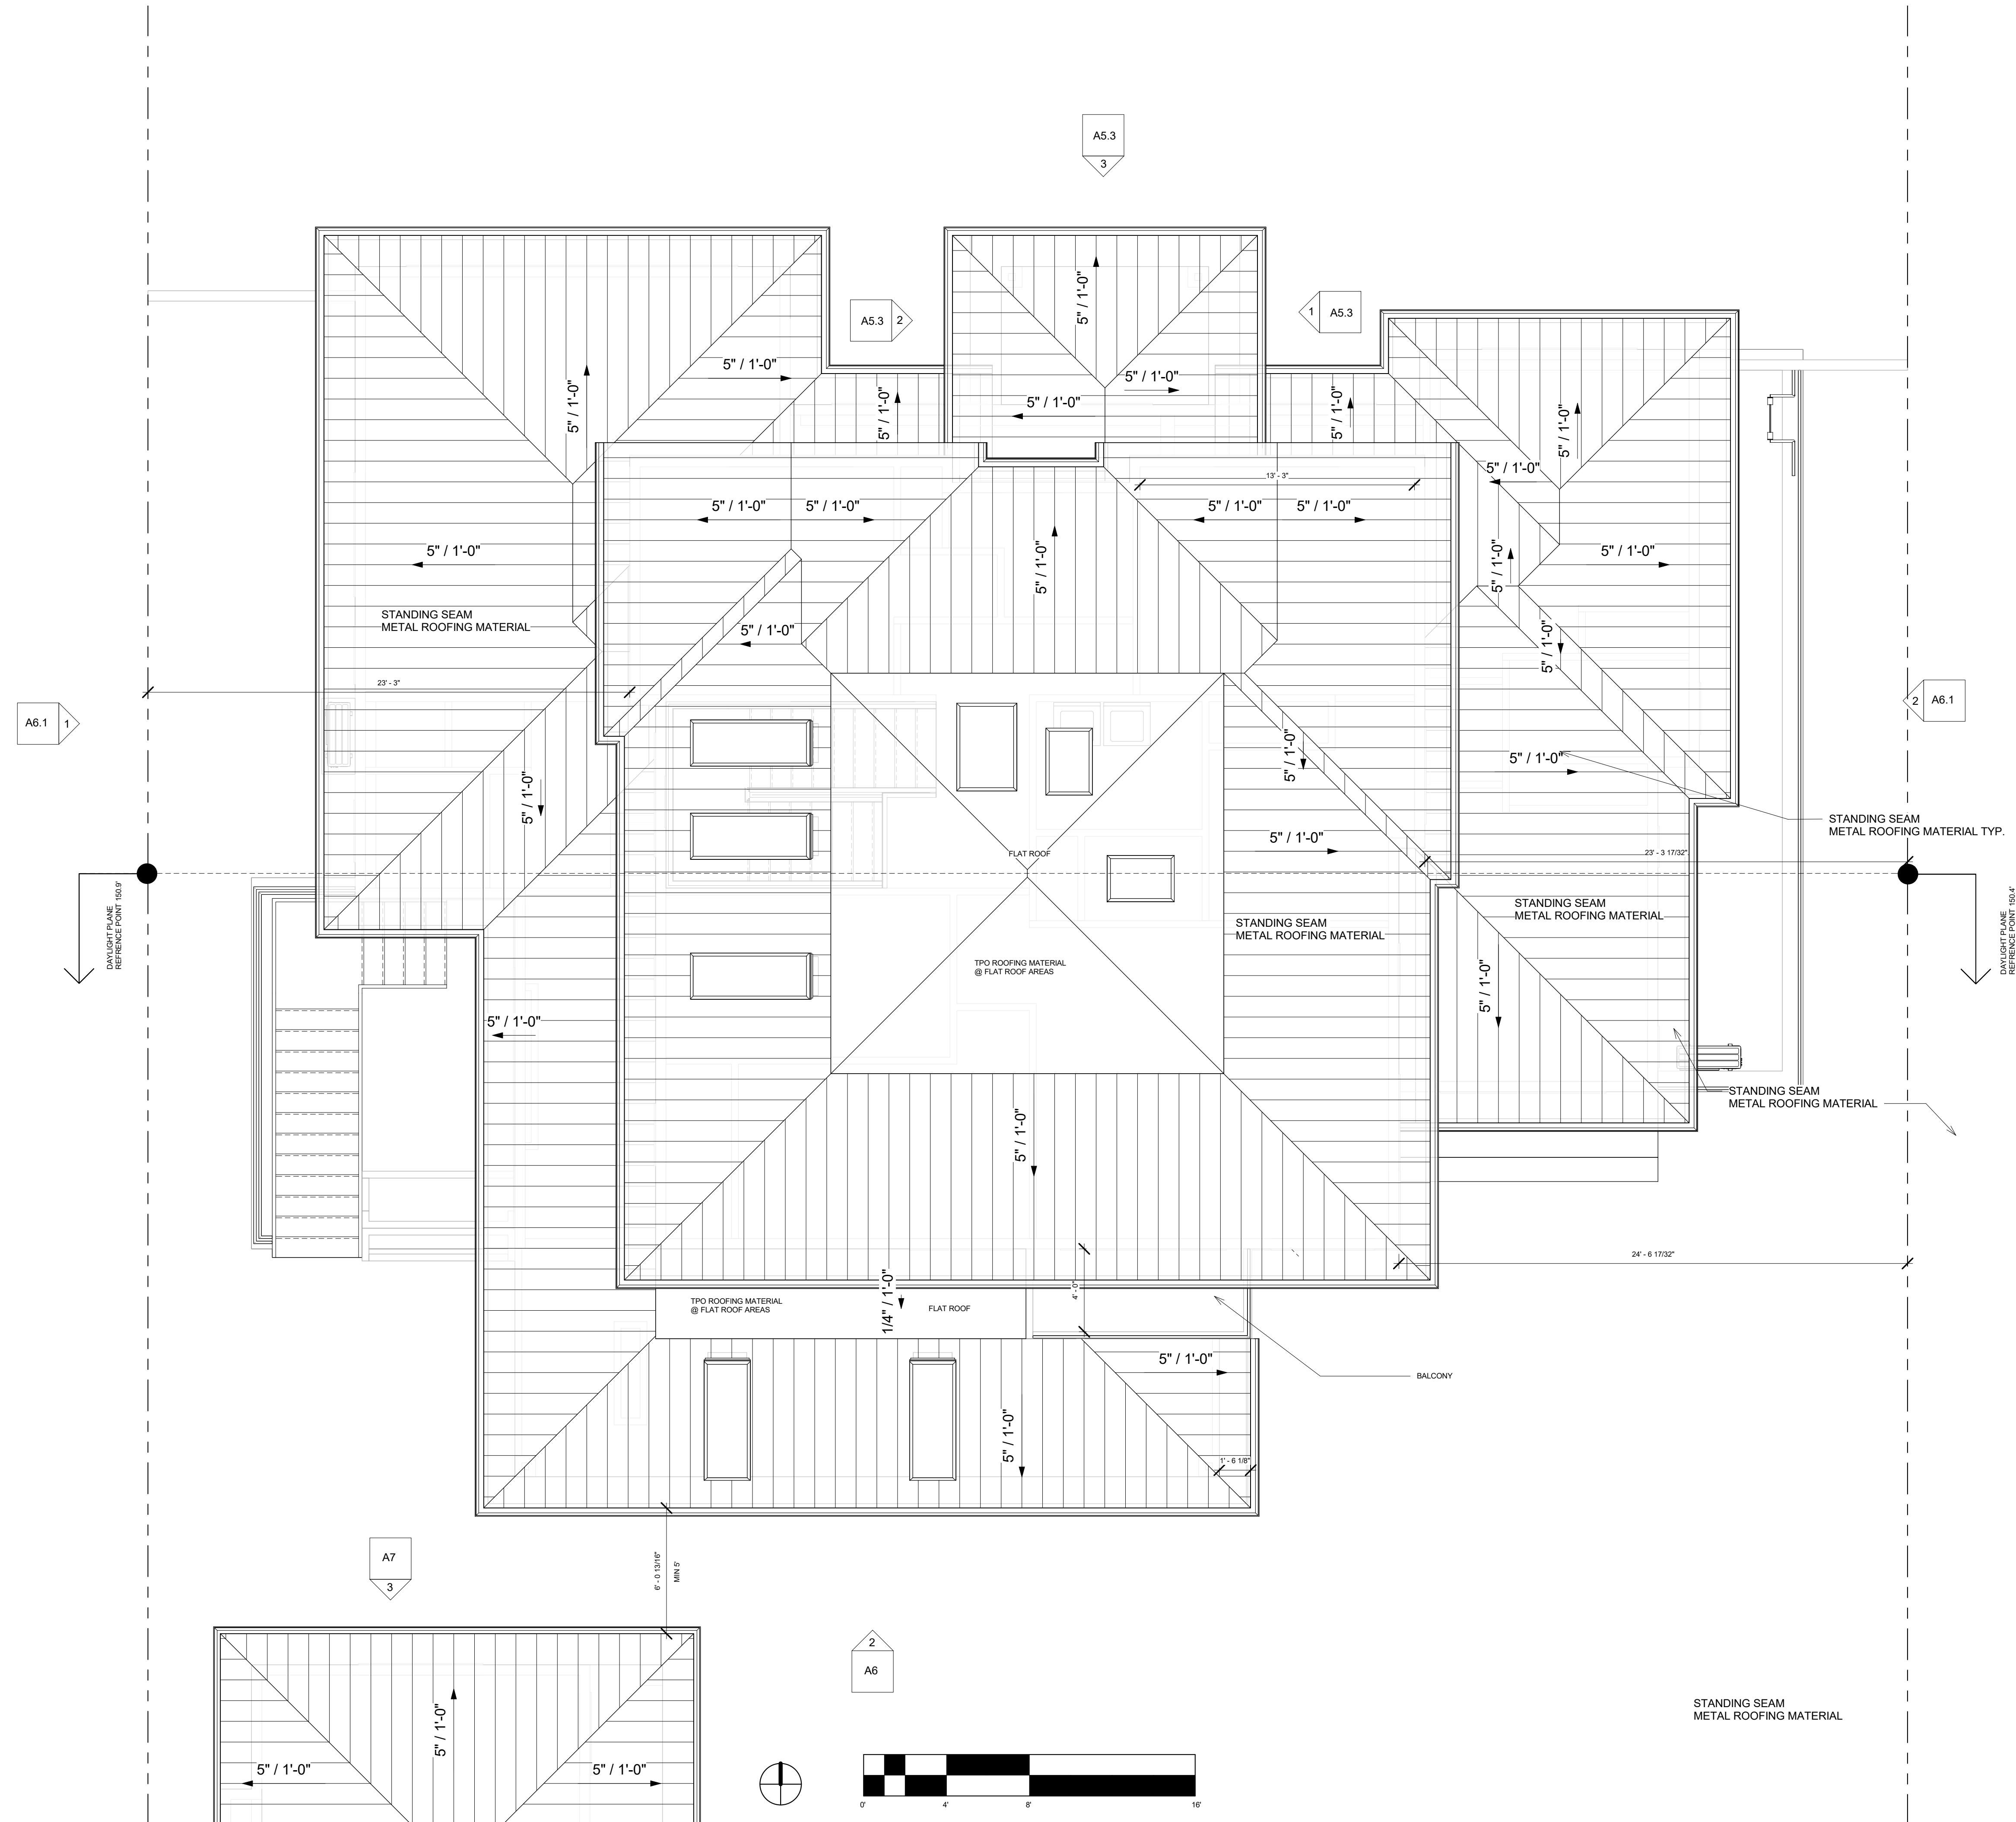 A5.3
3
A5.3 2
1 A5.3
5" / 1'-0"
5" / 1'-0"
5" / 1'-0"
5" / 1'-0"
5" / 1'-0"
5" / 1'-0"
5" / 1'-0"
5" / 1'-0"
5" / 1'-0"
5" / 1'-0"
13' - 3"
5" / 1'-0"
5" / 1'-0"
5" / 1'-0"
5" / 1'-0"
5" / 1'-0"
5" / 1'-0"
5" / 1'-0"
5" / 1'-0"
STANDING SEAM
METAL ROOFING MATERIAL
5" / 1'-0"
5" / 1'-0"
23' - 3"
A6.1 1
2 A6.1
5" / 1'-0"
5" / 1'-0"
5" / 1'-0"
STANDING SEAM
METAL ROOFING MATERIAL TYP.
5" / 1'-0"
23' - 3 17/32"
FLAT ROOF
DAYLIGHT PLANE
REFRENCE POINT 150.9'
STANDING SEAM
METAL ROOFING MATERIAL
STANDING SEAM
METAL ROOFING MATERIAL
DAYLIGHT PLANE
REFRENCE POINT 150.4'
TPO ROOFING MATERIAL
@ FLAT ROOF AREAS
5" / 1'-0"
5" / 1'-0"
STANDING SEAM
METAL ROOFING MATERIAL
5" / 1'-0"
24' - 6 17/32"
TPO ROOFING MATERIAL
@ FLAT ROOF AREAS
1/4" / 1'-0"
FLAT ROOF
4' - 0"
5" / 1'-0"
BALCONY
5" / 1'-0"
1' - 6 1/8"
A7
3
6' - 0 13/16"
MIN 5'
2
A6
5" / 1'-0"
5" / 1'-0"
5" / 1'-0"
STANDING SEAM
METAL ROOFING MATERIAL
0' 4' 8' 16'